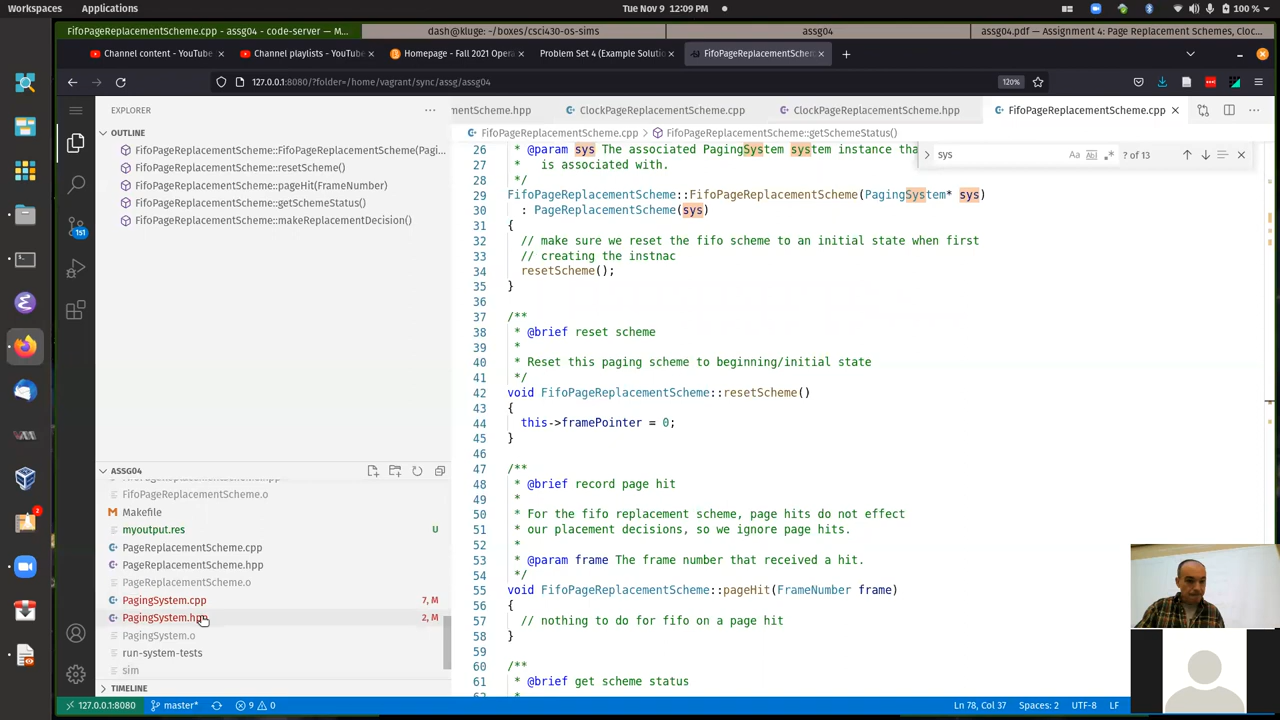 Workspaces Applications Tue Nov 9 12:09 PM 100 %
FifoPageReplacementScheme.cpp - assg04 - code-server — M...
dash@kluge: ~/boxes/csci430-os-sims
assg04
assg04.pdf — Assignment 4: Page Replacement Schemes, Cloc...
Channel content - YouTube
Channel playlists - YouTube
Homepage - Fall 2021 Opera
Problem Set 4 (Example Solution
FifoPageReplacementScheme
127.0.0.1:8080/?folder=/home/vagrant/sync/assg/assg04
120%
EXPLORER
mentScheme.hpp
ClockPageReplacementScheme.cpp
ClockPageReplacementScheme.hpp
FifoPageReplacementScheme.cpp
OUTLINE
FifoPageReplacementScheme::FifoPageReplacementScheme(Pagi...
FifoPageReplacementScheme::resetScheme()
FifoPageReplacementScheme::pageHit(FrameNumber)
FifoPageReplacementScheme::getSchemeStatus()
FifoPageReplacementScheme::makeReplacementDecision()
151
ASSG04
FifoPageReplacementScheme.o
Makefile
myoutput.res U
PageReplacementScheme.cpp
PageReplacementScheme.hpp
PageReplacementScheme.o
PagingSystem.cpp 7, M
PagingSystem.hpp 2, M
PagingSystem.o
run-system-tests
sim
TIMELINE
FifoPageReplacementScheme.cpp > FifoPageReplacementScheme::getSchemeStatus()
sys
Aa
? of 13
26 * @param sys The associated PagingSystem system instance tha
27 * is associated with.
28 */
29 FifoPageReplacementScheme::FifoPageReplacementScheme(PagingSystem* sys)
30 : PageReplacementScheme(sys)
31 {
32 // make sure we reset the fifo scheme to an initial state when first
33 // creating the instnac
34 resetScheme();
35 }
36
37 /**
38 * @brief reset scheme
39 *
40 * Reset this paging scheme to beginning/initial state
41 */
42 void FifoPageReplacementScheme::resetScheme()
43 {
44 this->framePointer = 0;
45 }
46
47 /**
48 * @brief record page hit
49 *
50 * For the fifo replacement scheme, page hits do not effect
51 * our placement decisions, so we ignore page hits.
52 *
53 * @param frame The frame number that received a hit.
54 */
55 void FifoPageReplacementScheme::pageHit(FrameNumber frame)
56 {
57 // nothing to do for fifo on a page hit
58 }
59
60 /**
61 * @brief get scheme status
62 *
2
127.0.0.1:8080 master* 9 0 Ln 78, Col 37 Spaces: 2 UTF-8 LF